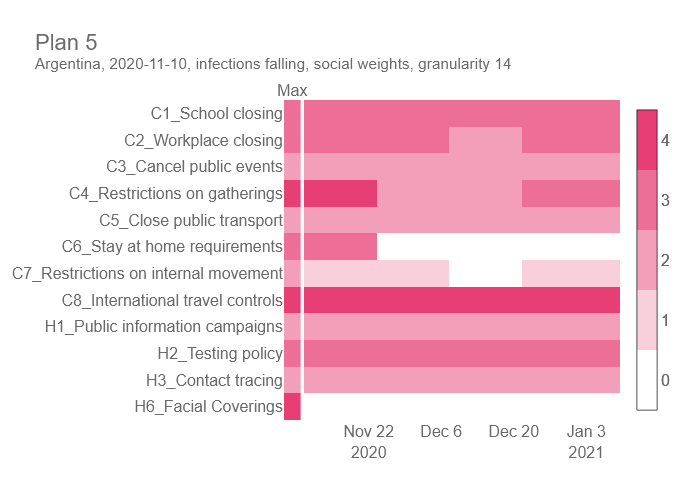 Plan 5
Argentina, 2020-11-10, infections falling, social weights, granularity 14
Max
C1_School closing
C2_Workplace closing
C3_Cancel public events
C4_Restrictions on gatherings
C5_Close public transport
C6_Stay at home requirements
C7_Restrictions on internal movement
C8_International travel controls
H1_Public information campaigns
H2_Testing policy
H3_Contact tracing
H6_Facial Coverings
Nov 22 Dec 6 Dec 20 Jan 3
2020 2021
4
3
2
1
0